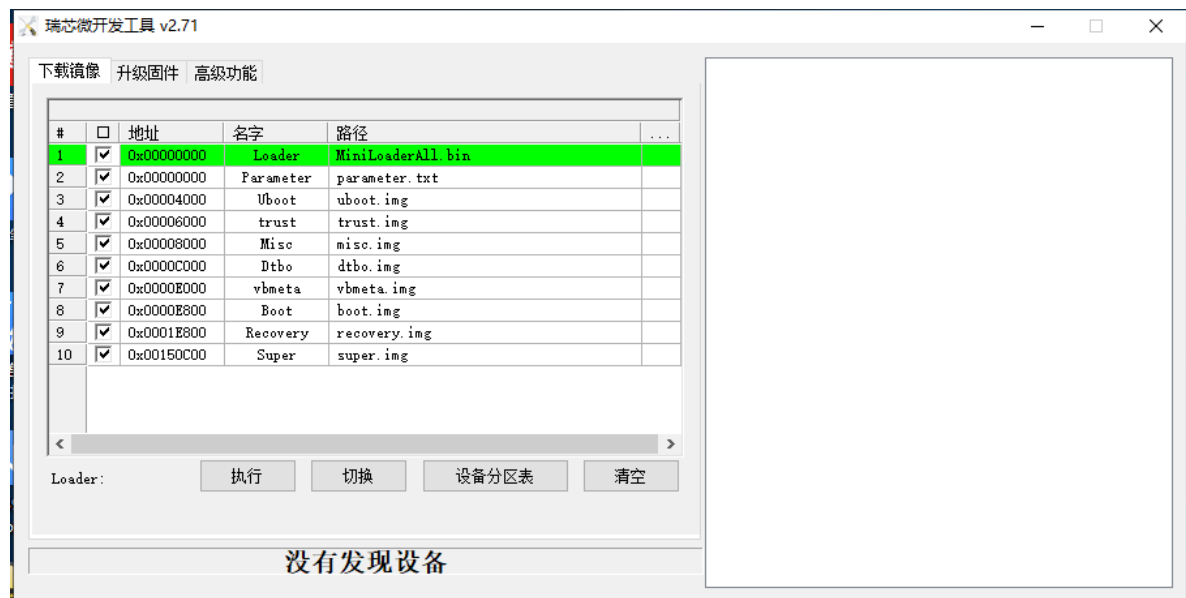 瑞芯微开发工具 v2.71
下载镜像 升级固件 高级功能
# 地址 名字 路径 ...
1 0x00000000 Loader MiniLoaderAll.bin
2 0x00000000 Parameter parameter.txt
3 0x00004000 Uboot uboot.img
4 0x00006000 trust trust.img
5 0x00008000 Misc misc.img
6 0x0000C000 Dtbo dtbo.img
7 0x0000E000 vbmeta vbmeta.img
8 0x0000E800 Boot boot.img
9 0x0001E800 Recovery recovery.img
10 0x00150C00 Super super.img
Loader: 执行 切换 设备分区表 清空
没有发现设备